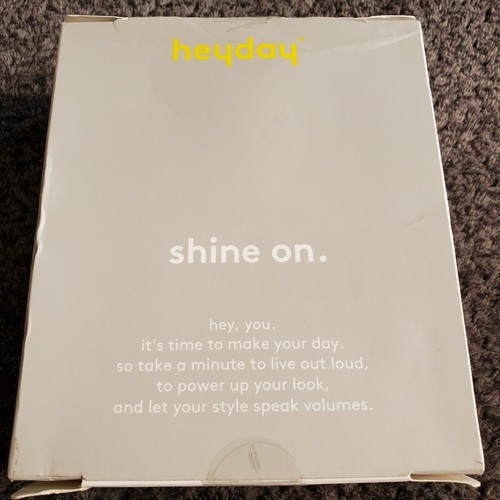 heyday™
shine on.
hey, you.
it's time to make your day.
so take a minute to live out loud,
to power up your look,
and let your style speak volumes.